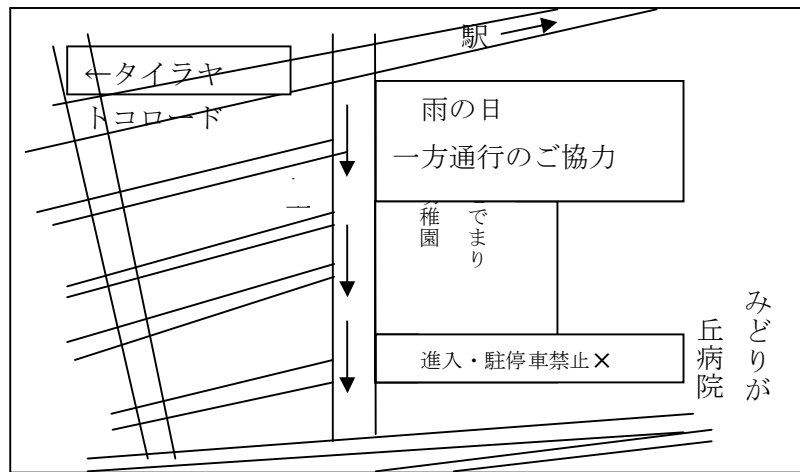 駅
←タイラヤ
トコロード
雨の日
一方通行のご協力
こでまり
幼稚園
進入・駐停車禁止×
みどりが
丘病院